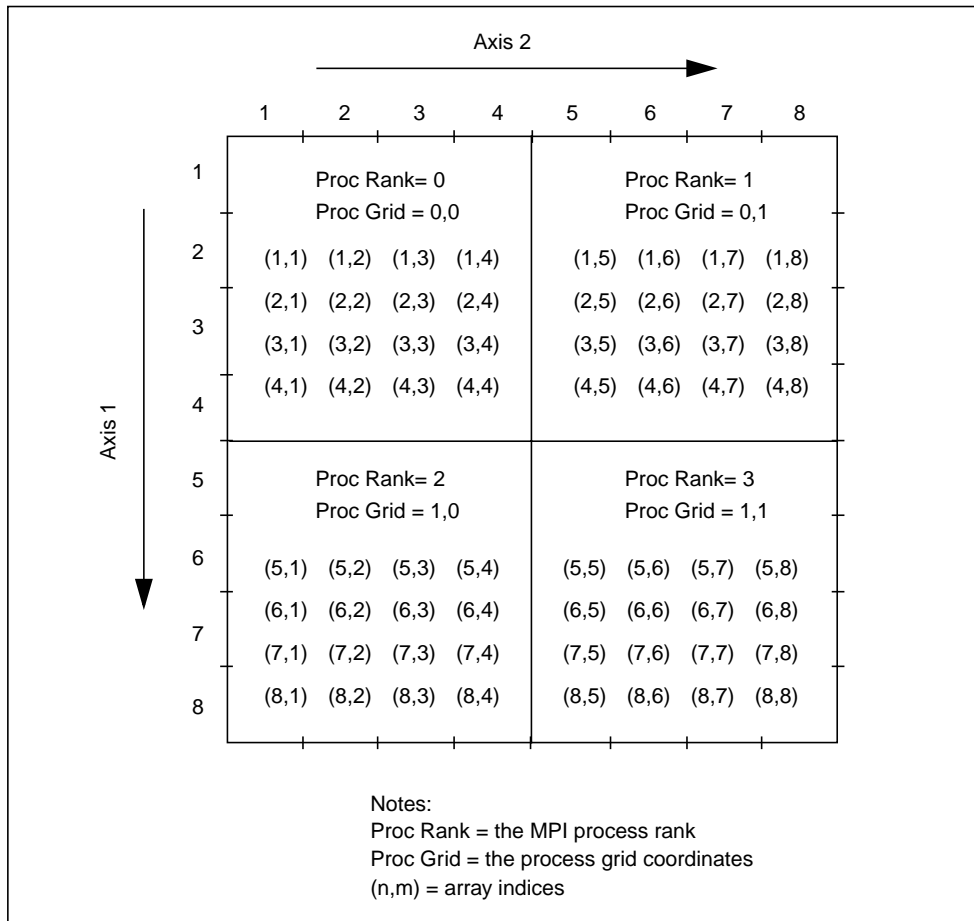 Axis 2
1 2 3 4 5 6 7 8
Axis 1
1
Proc Rank= 0
Proc Grid = 0,0
Proc Rank= 1
Proc Grid = 0,1
2
(1,1) (1,2) (1,3) (1,4) (1,5) (1,6) (1,7) (1,8)
(2,1) (2,2) (2,3) (2,4) (2,5) (2,6) (2,7) (2,8)
3
(3,1) (3,2) (3,3) (3,4) (3,5) (3,6) (3,7) (3,8)
(4,1) (4,2) (4,3) (4,4) (4,5) (4,6) (4,7) (4,8)
4
5
Proc Rank= 2
Proc Grid = 1,0
Proc Rank= 3
Proc Grid = 1,1
6
(5,1) (5,2) (5,3) (5,4) (5,5) (5,6) (5,7) (5,8)
(6,1) (6,2) (6,3) (6,4) (6,5) (6,6) (6,7) (6,8)
7
(7,1) (7,2) (7,3) (7,4) (7,5) (7,6) (7,7) (7,8)
(8,1) (8,2) (8,3) (8,4) (8,5) (8,6) (8,7) (8,8)
8
Notes:
Proc Rank = the MPI process rank
Proc Grid = the process grid coordinates
(n,m) = array indices